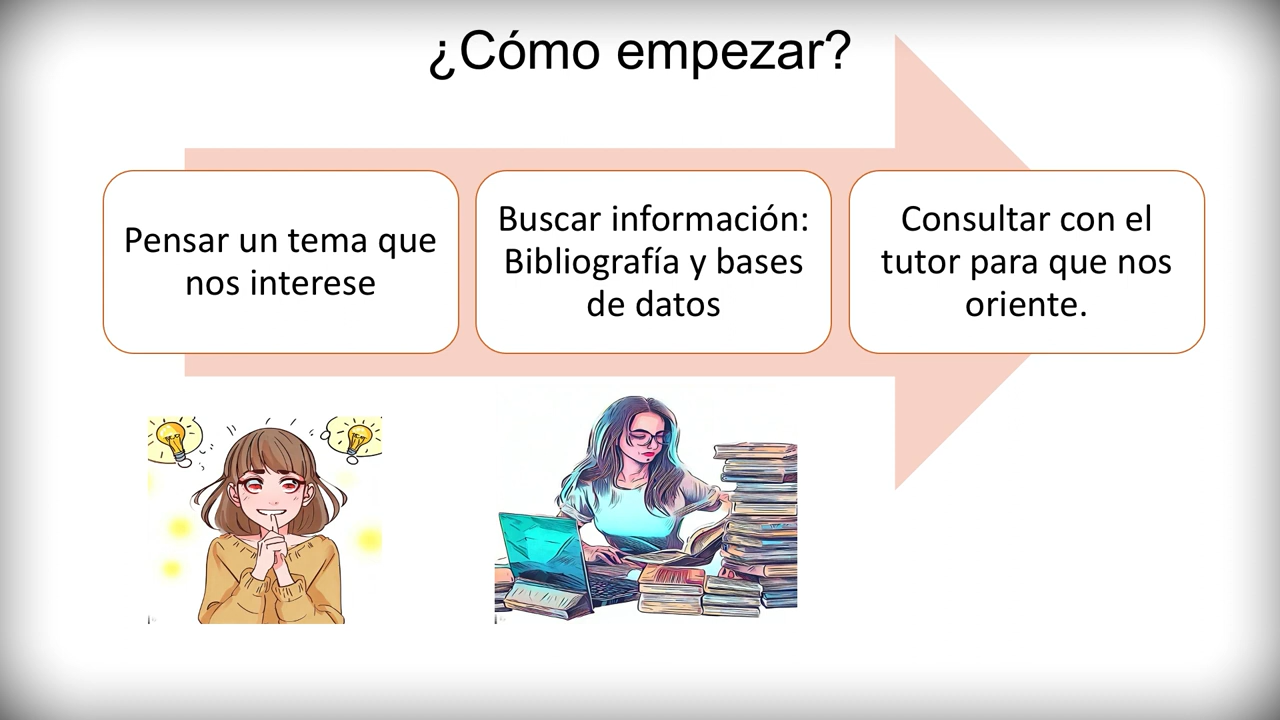 ¿Cómo empezar?
Pensar un tema que
nos interese
Buscar información:
Bibliografía y bases
de datos
Consultar con el
tutor para que nos
oriente.